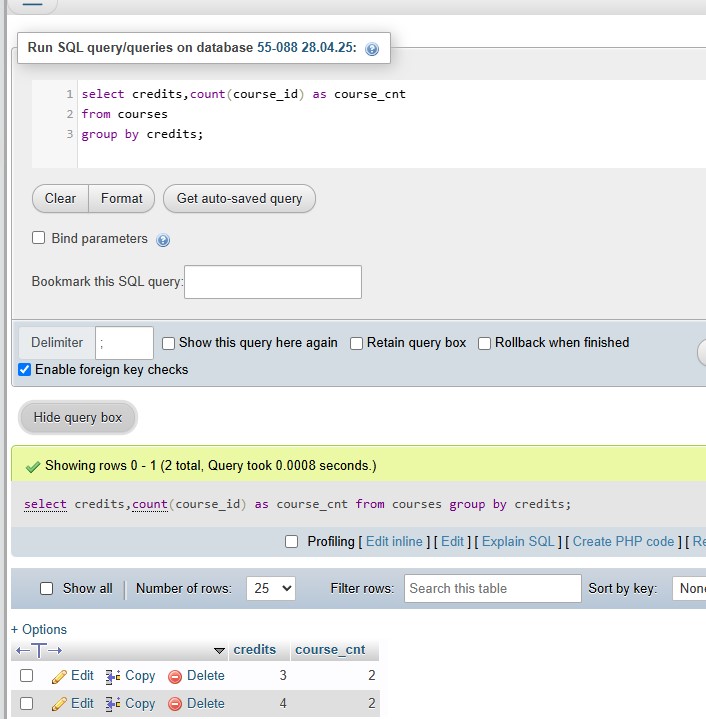 Run SQL query/queries on database 55-088 28.04.25:
1 select credits,count(course_id) as course_cnt
2 from courses
3 group by credits;
Clear Format Get auto-saved query
Bind parameters
Bookmark this SQL query:
Delimiter ; Show this query here again Retain query box Rollback when finished
Enable foreign key checks
Hide query box
Showing rows 0 - 1 (2 total, Query took 0.0008 seconds.)
select credits,count(course_id) as course_cnt from courses group by credits;
Profiling [ Edit inline ] [ Edit ] [ Explain SQL ] [ Create PHP code ] [
Show all Number of rows: 25 Filter rows: Search this table Sort by key:
+ Options
←T→ credits course_cnt
Edit Copy Delete 3 2
Edit Copy Delete 4 2